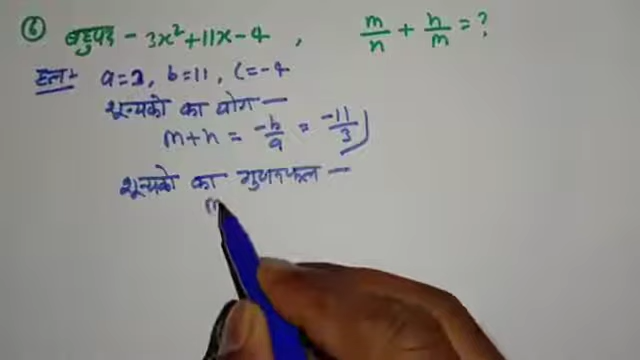 6 बहुपद - 3x²+11x-4 , m/n + n/m = ?
हल:- a=3, b=11, c=-4
शून्यको का योग —
m+n = -b/a = -11/3
शून्यको का गुणनफल —
m